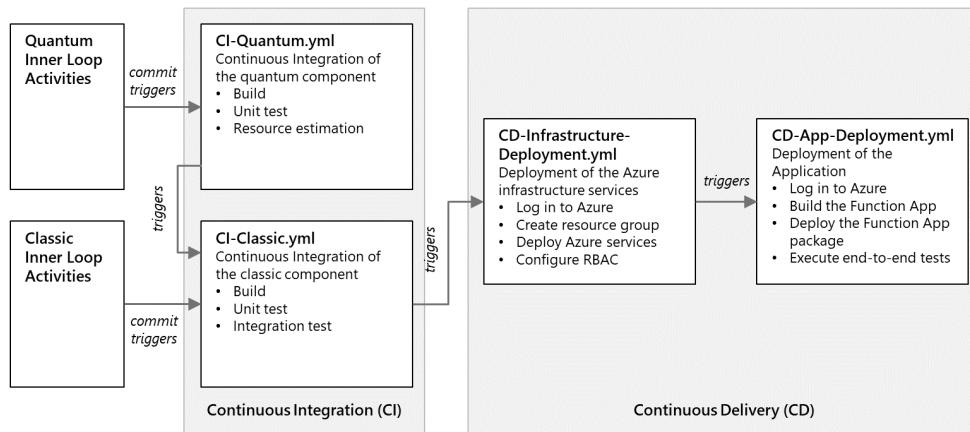 Quantum
Inner Loop
Activities
commit
triggers
CI-Quantum.yml
Continuous Integration of
the quantum component
• Build
• Unit test
• Resource estimation
triggers
Classic
Inner Loop
Activities
commit
triggers
CI-Classic.yml
Continuous Integration of
the classic component
• Build
• Unit test
• Integration test
triggers
Continuous Integration (CI)
CD-Infrastructure-
Deployment.yml
Deployment of the Azure
infrastructure services
• Log in to Azure
• Create resource group
• Deploy Azure services
• Configure RBAC
triggers
CD-App-Deployment.yml
Deployment of the
Application
• Log in to Azure
• Build the Function App
• Deploy the Function App
package
• Execute end-to-end tests
Continuous Delivery (CD)